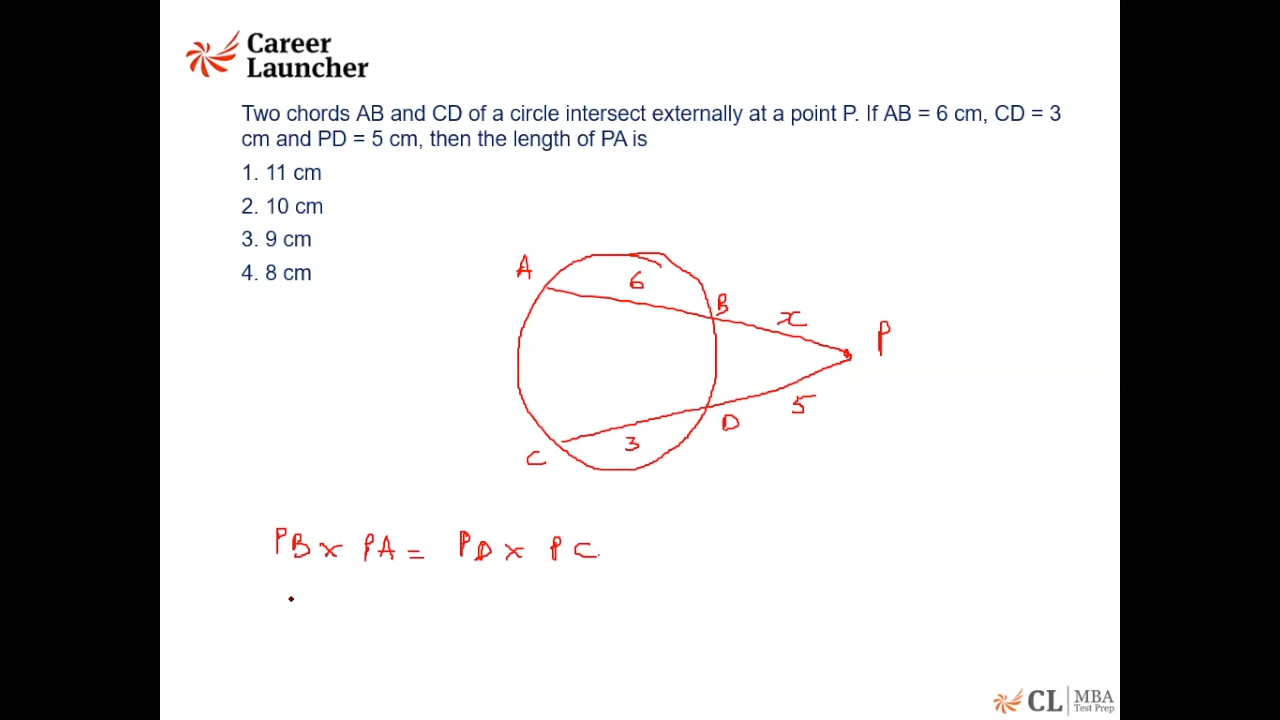 Career
Launcher
Two chords AB and CD of a circle intersect externally at a point P. If AB = 6 cm, CD = 3
cm and PD = 5 cm, then the length of PA is
1. 11 cm
2. 10 cm
3. 9 cm
4. 8 cm
A
6
B
x
P
5
D
3
C
PB x PA = PD x PC
CL MBA
Test Prep